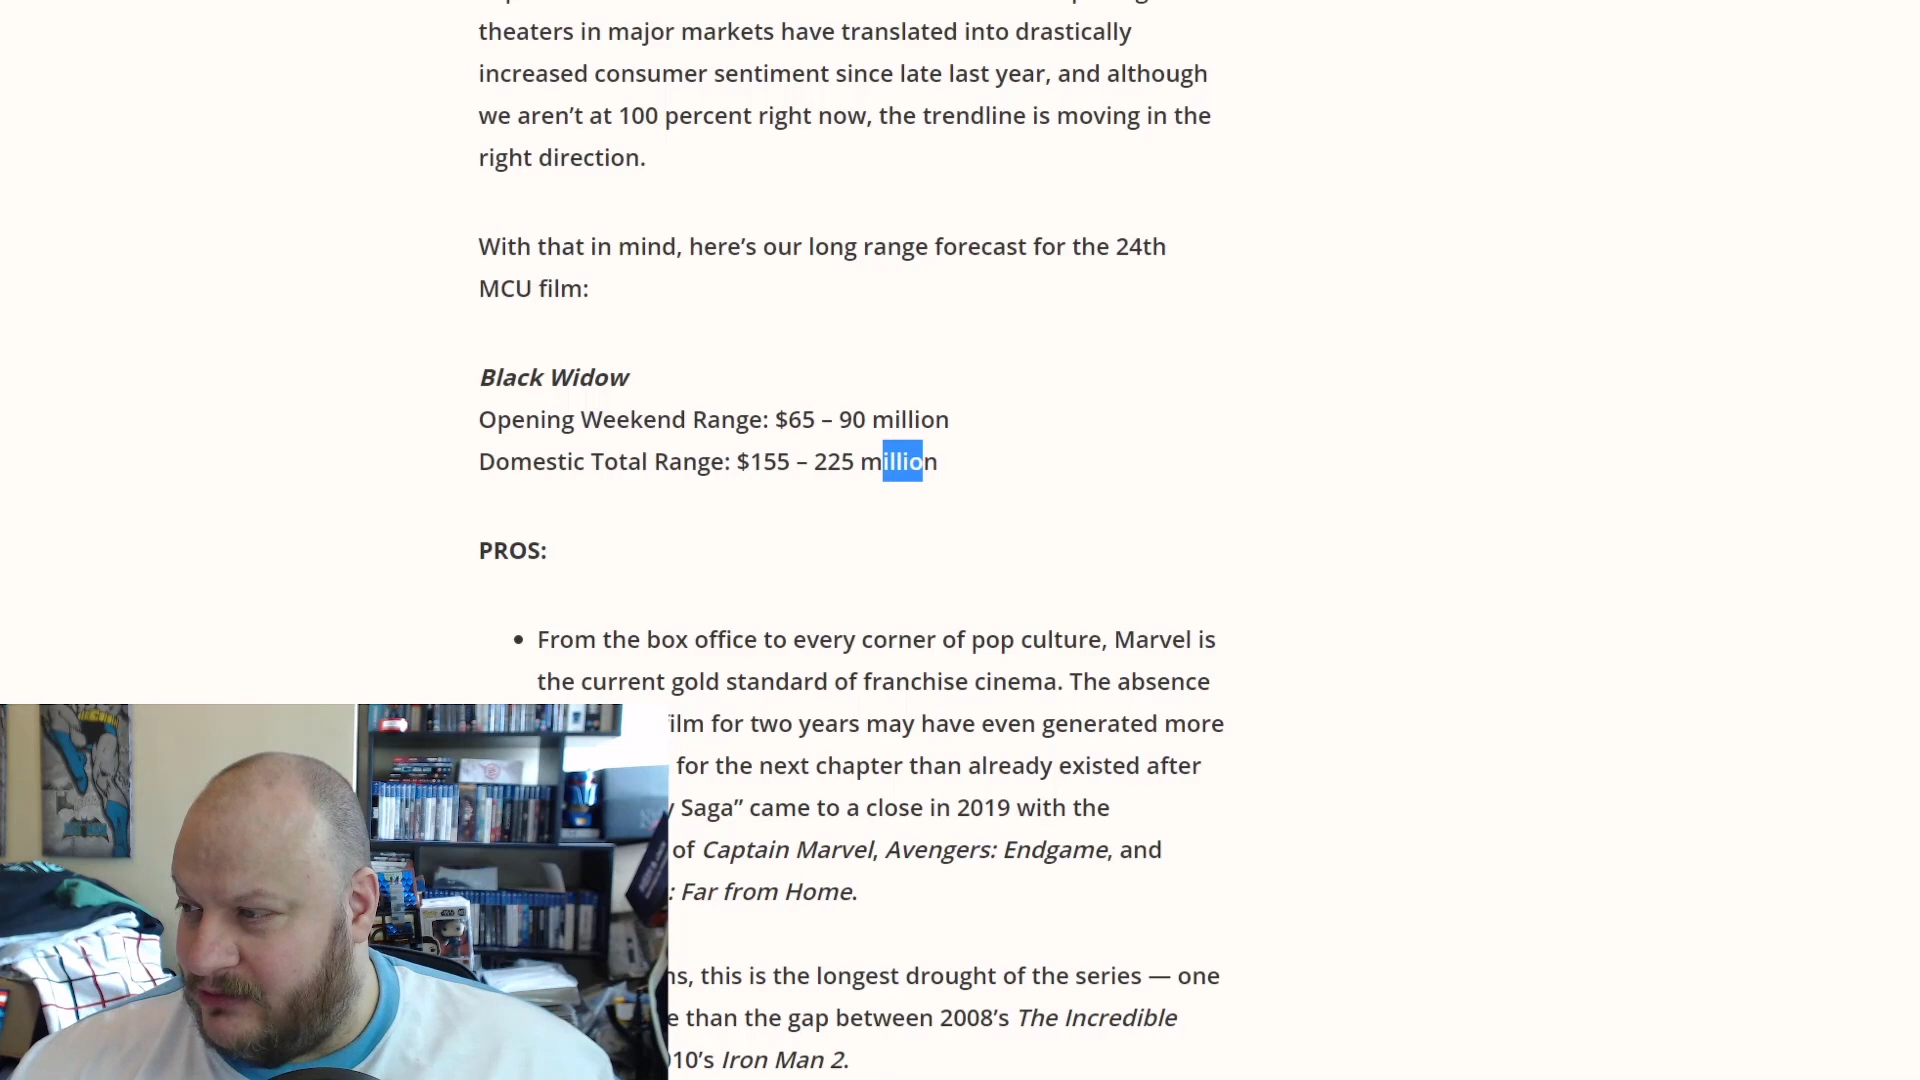 theaters in major markets have translated into drastically
increased consumer sentiment since late last year, and although
we aren’t at 100 percent right now, the trendline is moving in the
right direction.
With that in mind, here’s our long range forecast for the 24th
MCU film:
Black Widow
Opening Weekend Range: $65 – 90 million
Domestic Total Range: $155 – 225 million
PROS:
• From the box office to every corner of pop culture, Marvel is
the current gold standard of franchise cinema. The absence
film for two years may have even generated more
for the next chapter than already existed after
Saga” came to a close in 2019 with the
of Captain Marvel, Avengers: Endgame, and
: Far from Home.
this is the longest drought of the series — one
than the gap between 2008’s The Incredible
Iron Man 2.